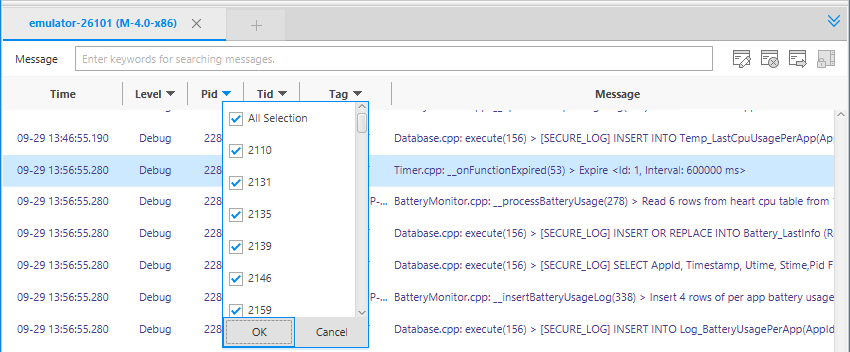 emulator-26101 (M-4.0-x86)
Message Enter keywords for searching messages.
Time Level Pid Tid Tag Message
09-29 13:46:55.190 Debug 228 Database.cpp: execute(156) > [SECURE_LOG] INSERT INTO Temp_LastCpuUsagePerApp(Ap
09-29 13:56:55.280 Debug 228 Timer.cpp: __onFunctionExpired(53) > Expire <Id: 1, Interval: 600000 ms>
09-29 13:56:55.280 Debug 228 P-... BatteryMonitor.cpp: __processBatteryUsage(278) > Read 6 rows from heart cpu table from
09-29 13:56:55.280 Debug 228 Database.cpp: execute(156) > [SECURE_LOG] INSERT OR REPLACE INTO Battery_LastInfo (R
09-29 13:56:55.280 Debug 228 Database.cpp: execute(156) > [SECURE_LOG] SELECT AppId, Timestamp, Utime, Stime,Pid F
09-29 13:56:55.280 Debug 228 P-... BatteryMonitor.cpp: __insertBatteryUsageLog(338) > Insert 4 rows of per app battery usage
09-29 13:56:55.280 Debug 228 Database.cpp: execute(156) > [SECURE_LOG] INSERT INTO Log_BatteryUsagePerApp(AppId
All Selection
2110
2131
2135
2139
2146
2159
OK Cancel